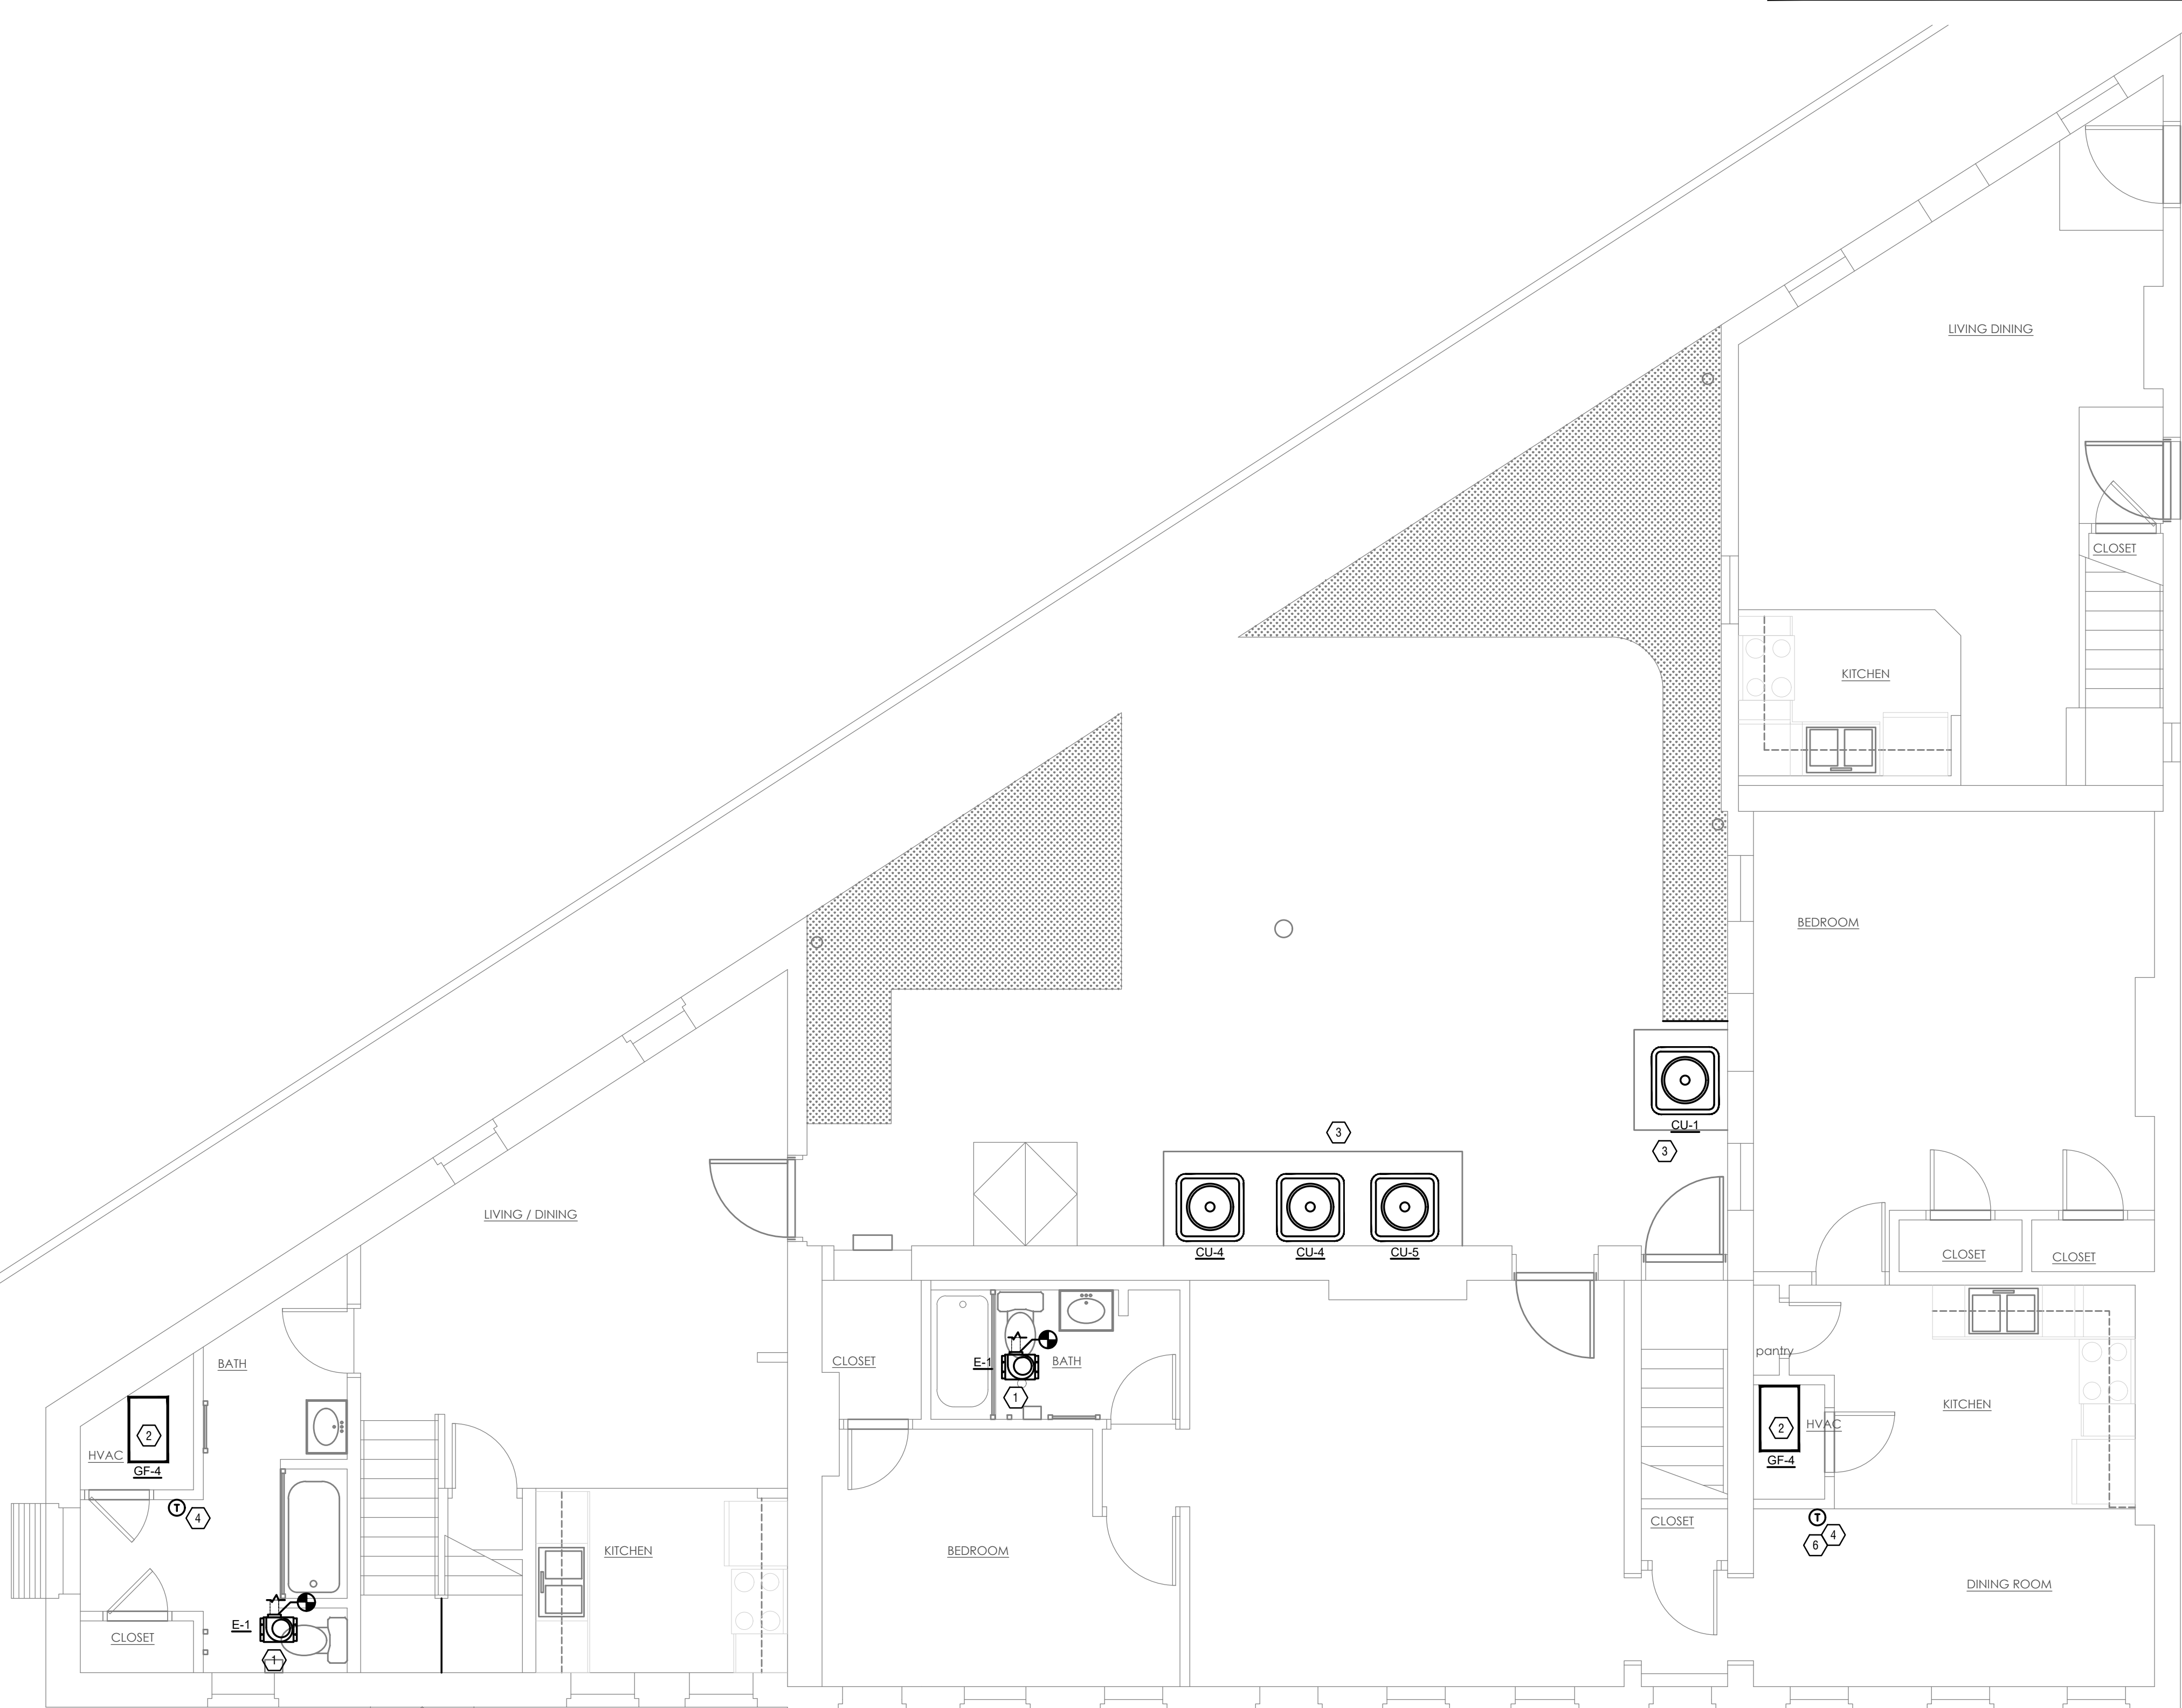 LIVING DINING
CLOSET
KITCHEN
BEDROOM
CU-1
3
3
CU-4
CU-4
CU-5
LIVING / DINING
CLOSET
CLOSET
pantry
BATH
CLOSET
E-1
BATH
1
KITCHEN
2
HVAC
GF-4
2
HVAC
GF-4
T
4
T
4
6
CLOSET
KITCHEN
BEDROOM
DINING ROOM
E-1
CLOSET
1